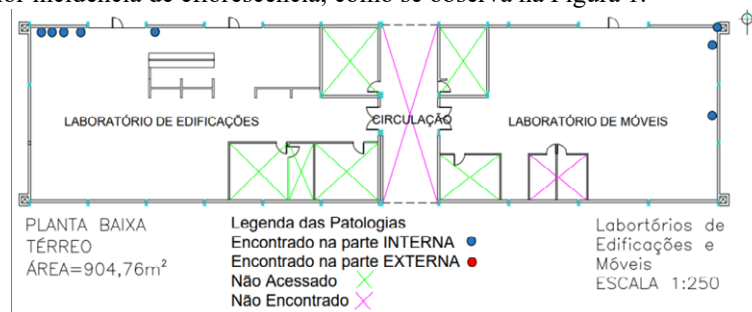 LABORATÓRIO DE EDIFICAÇÕES
CIRCULAÇÃO
LABORATÓRIO DE MÓVEIS
PLANTA BAIXA
TÉRREO
ÁREA=904,76m²
Legenda das Patologias
Encontrado na parte INTERNA
Encontrado na parte EXTERNA
Não Acessado
Não Encontrado
Labortórios de
Edificações e
Móveis
ESCALA 1:250